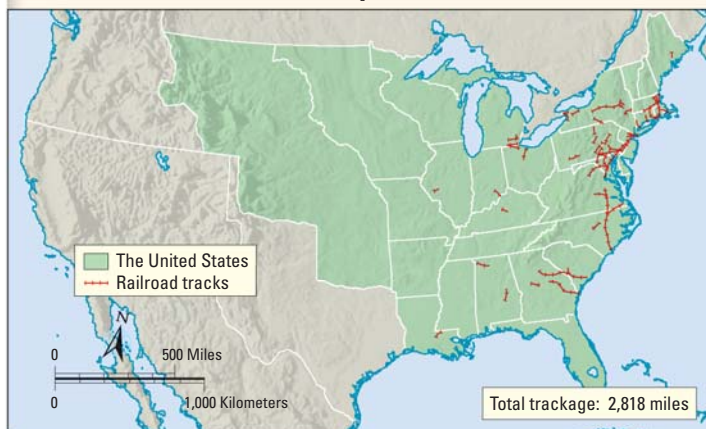 The United States
Railroad tracks
N
0 500 Miles
0 1,000 Kilometers
Total trackage: 2,818 miles